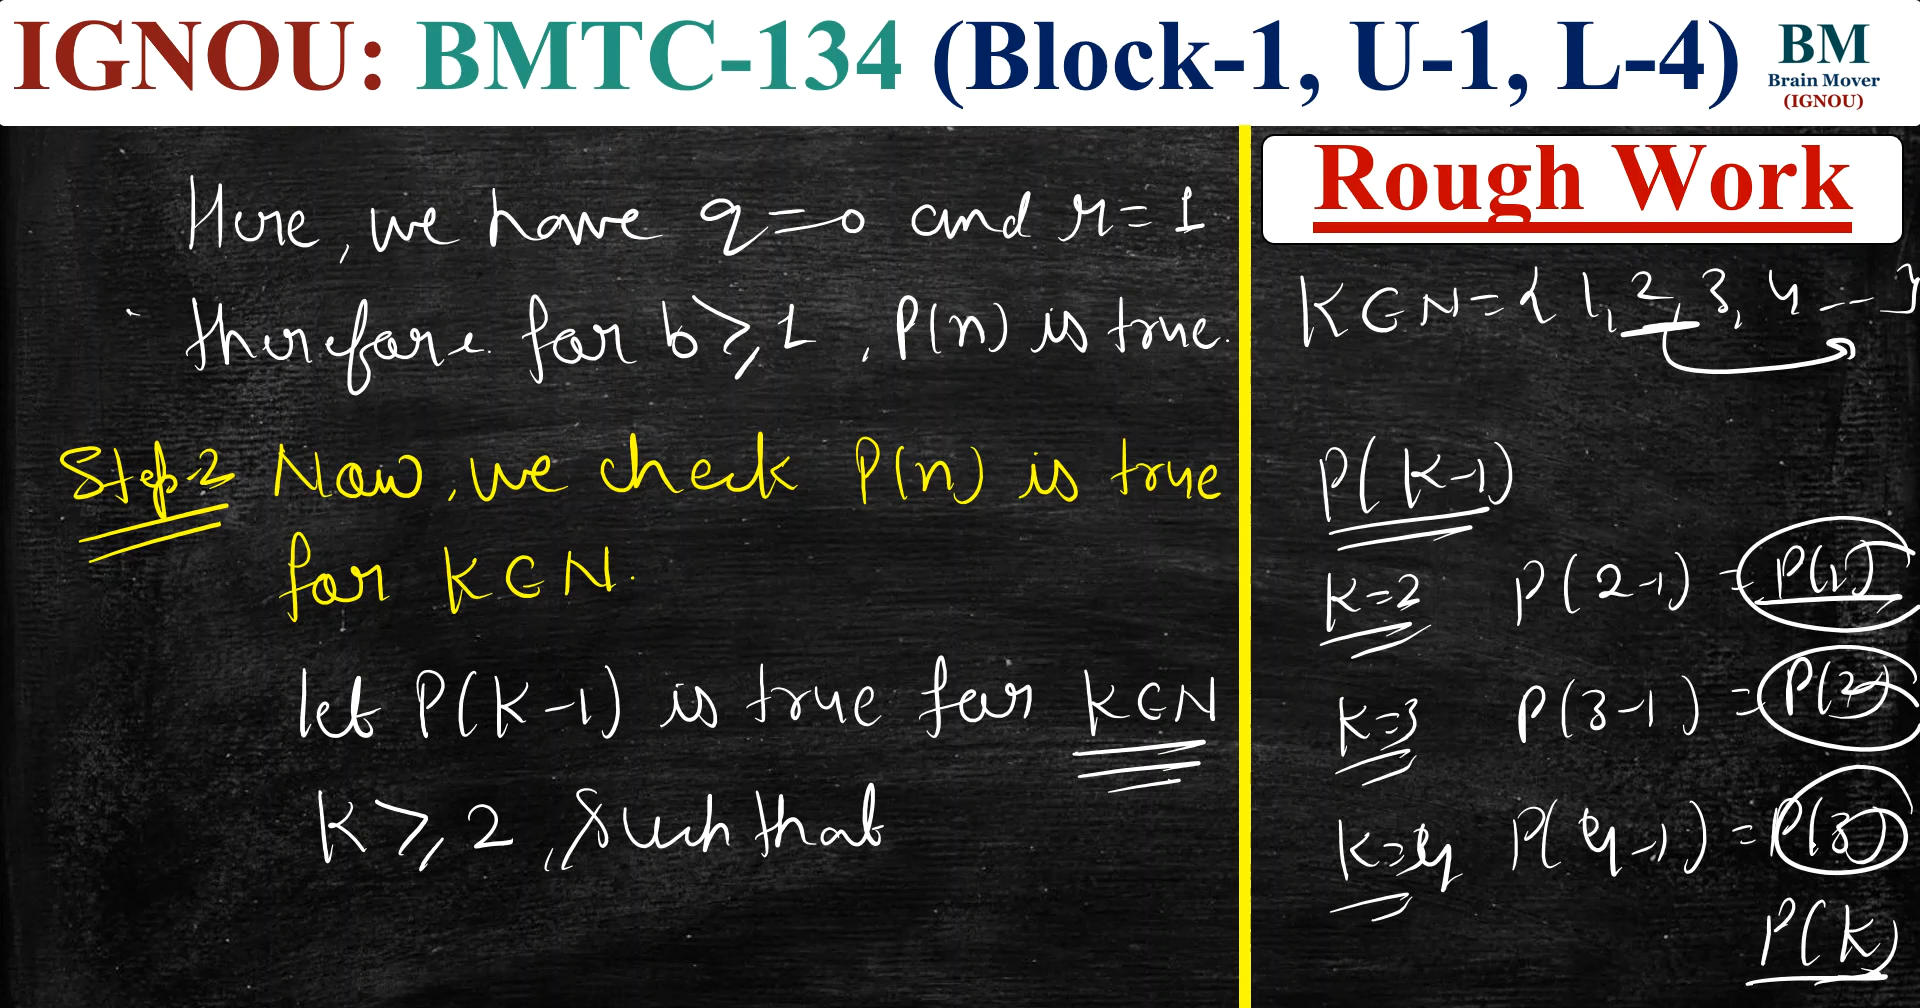 IGNOU: BMTC-134 (Block-1, U-1, L-4)
BM
Brain Mover
(IGNOU)
Here, we have q=0 and r=1
therefore for b⩾1, P(n) is true.
Step-2 Now, we check P(n) is true
for K∈N.
let P(K-1) is true for K∈N
K⩾2, such that
Rough Work
K∈N={1,2,3,4...}
P(K-1)
K=2 P(2-1) = P(1)
K=3 P(3-1) = P(2)
K=4 P(4-1) = P(3)
P(K)